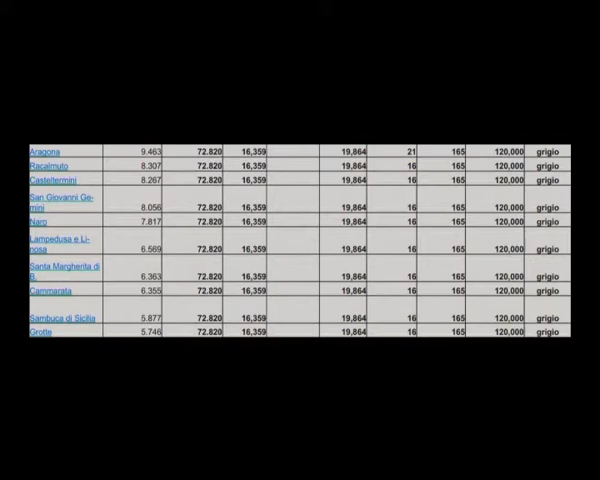 Aragona 9.463 72.820 16,359 19,864 21 165 120,000 grigio
Racalmuto 8.307 72.820 16,359 19,864 16 165 120,000 grigio
Casteltermini 8.267 72.820 16,359 19,864 16 165 120,000 grigio
San Giovanni Ge-
mini 8.056 72.820 16,359 19,864 16 165 120,000 grigio
Naro 7.817 72.820 16,359 19,864 16 165 120,000 grigio
Lampedusa e Li-
nosa 6.569 72.820 16,359 19,864 16 165 120,000 grigio
Santa Margherita di
B. 6.363 72.820 16,359 19,864 16 165 120,000 grigio
Cammarata 6.355 72.820 16,359 19,864 16 165 120,000 grigio
Sambuca di Sicilia 5.877 72.820 16,359 19,864 16 165 120,000 grigio
Grotte 5.746 72.820 16,359 19,864 16 165 120,000 grigio